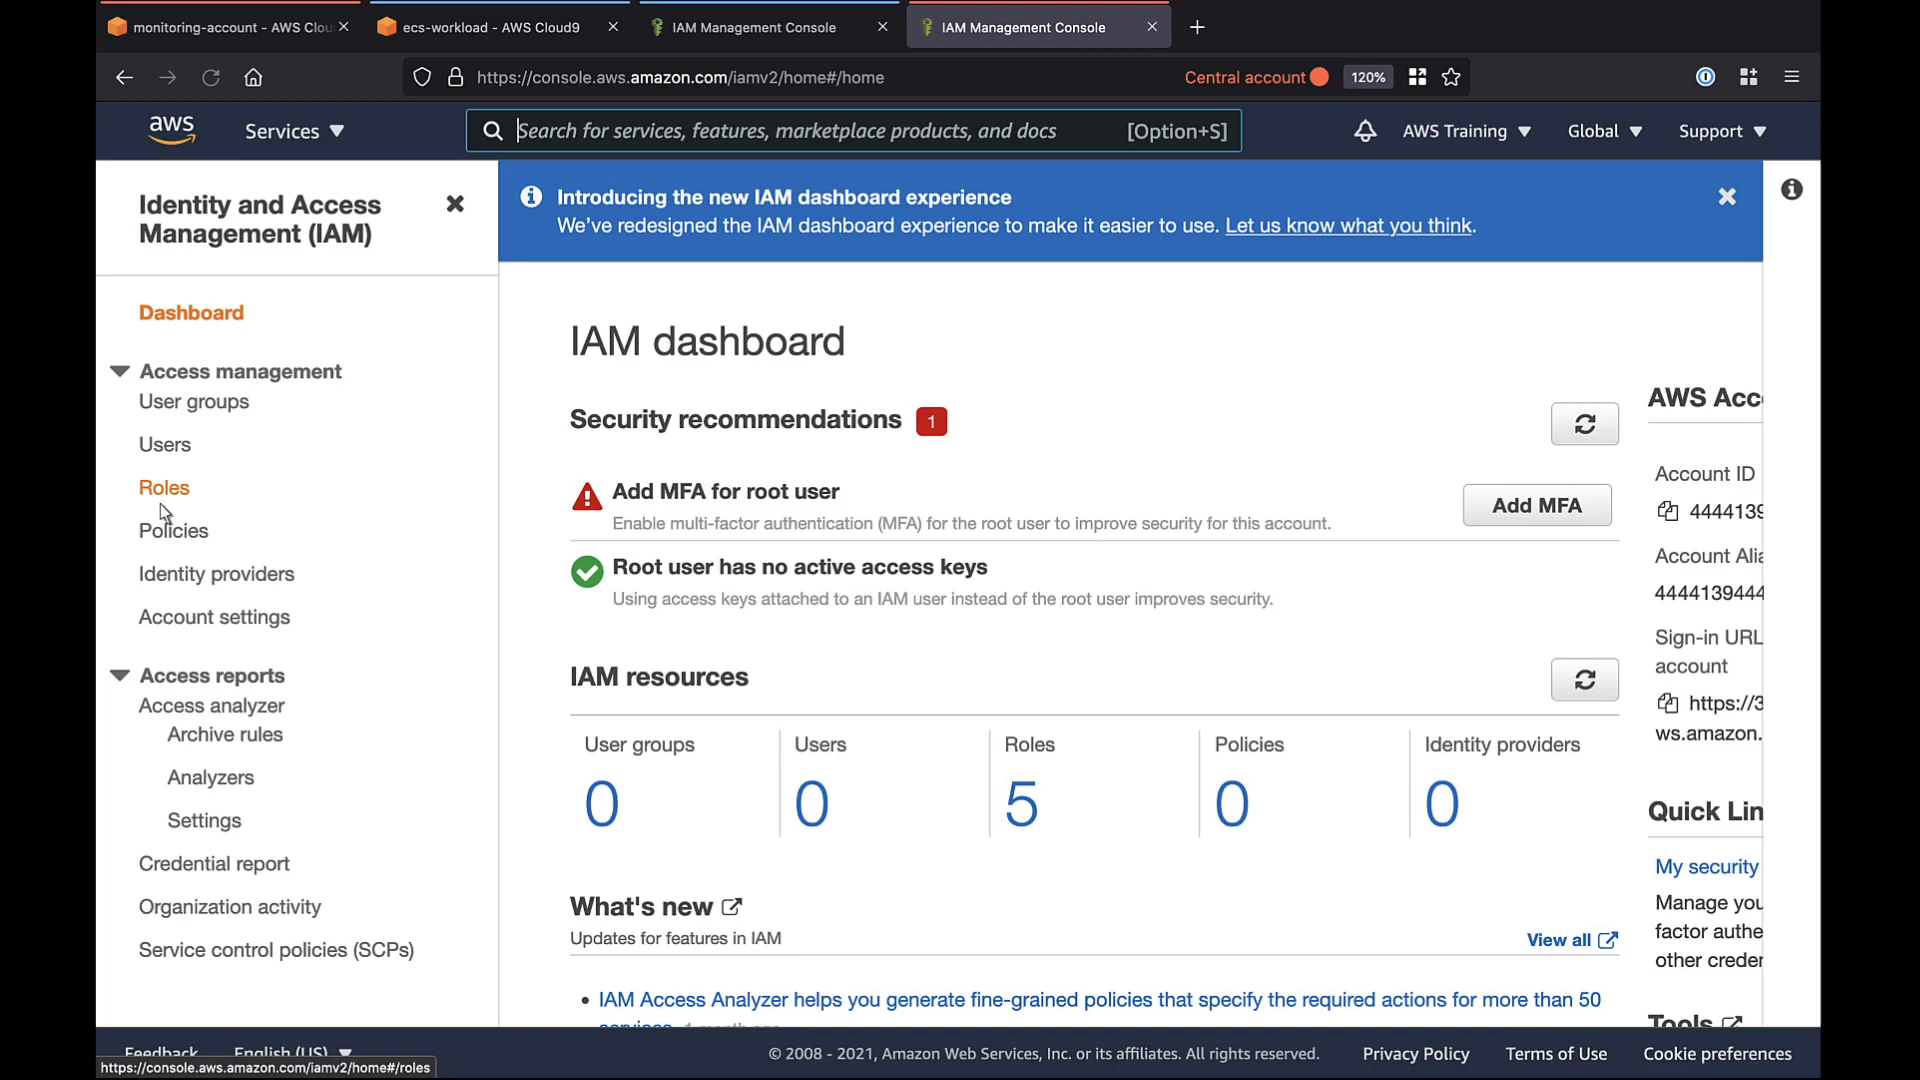 monitoring-account - AWS Clou
ecs-workload - AWS Cloud9
IAM Management Console
IAM Management Console
https://console.aws.amazon.com/iamv2/home#/home
Central account
120%
aws
Services
Search for services, features, marketplace products, and docs
[Option+S]
AWS Training
Global
Support
Identity and Access
Management (IAM)
Introducing the new IAM dashboard experience
We've redesigned the IAM dashboard experience to make it easier to use. Let us know what you think.
Dashboard
Access management
User groups
Users
Roles
Policies
Identity providers
Account settings
Access reports
Access analyzer
Archive rules
Analyzers
Settings
Credential report
Organization activity
Service control policies (SCPs)
IAM dashboard
Security recommendations 1
Add MFA for root user
Enable multi-factor authentication (MFA) for the root user to improve security for this account.
Add MFA
Root user has no active access keys
Using access keys attached to an IAM user instead of the root user improves security.
IAM resources
User groups
0
Users
0
Roles
5
Policies
0
Identity providers
0
What's new
Updates for features in IAM
View all
• IAM Access Analyzer helps you generate fine-grained policies that specify the required actions for more than 50
services 1 month ago
AWS Acc
Account ID
4444139
Account Alia
4444139444
Sign-in URL
account
https://3
ws.amazon.
Quick Lin
My security
Manage you
factor authe
other creder
Tools
Feedback
English (US)
© 2008 - 2021, Amazon Web Services, Inc. or its affiliates. All rights reserved.
Privacy Policy
Terms of Use
Cookie preferences
https://console.aws.amazon.com/iamv2/home#/roles